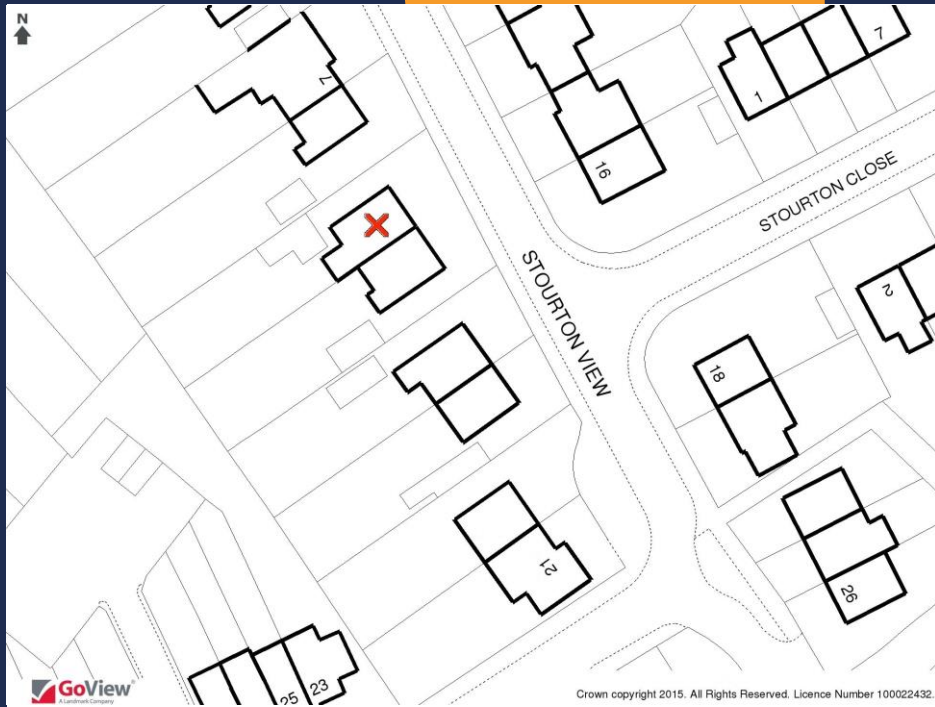 N
7
7
1
16
STOURTON CLOSE
STOURTON VIEW
2
18
21
26
25
23
GoView
A Landmark Company
Crown copyright 2015. All Rights Reserved. Licence Number 100022432.